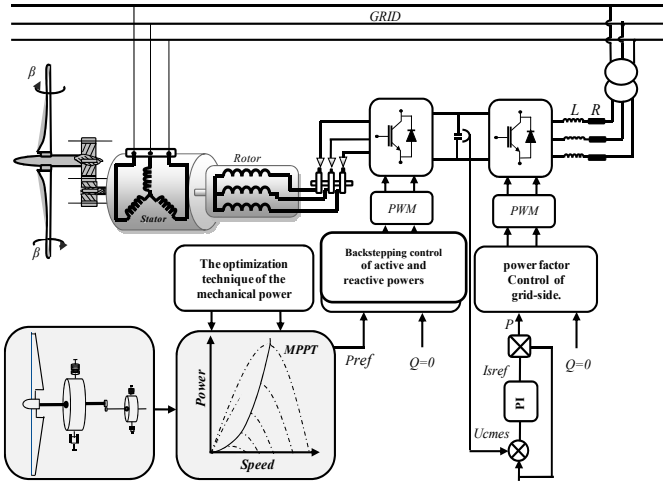 GRID
β
L R
Rotor
Stator
PWM
PWM
β
The optimization
technique of the
mechanical power
Backstepping control
of active and
reactive powers
power factor
Control of
grid-side.
P
MPPT
Pref
Q=0
Q=0
Isref
Power
PI
Ucmes
Speed